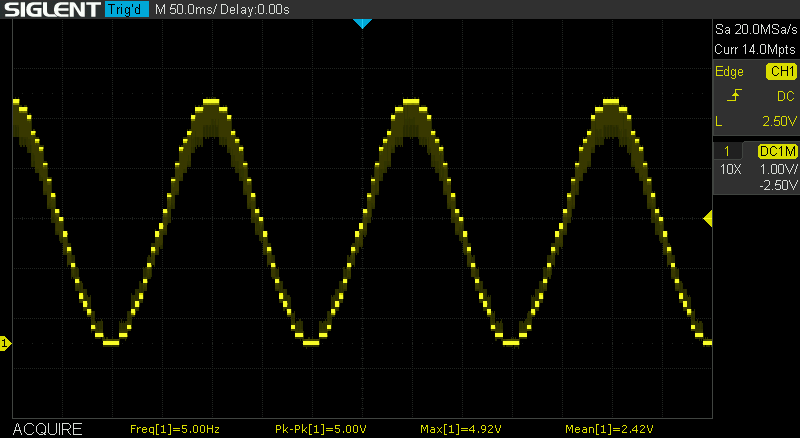 SIGLENT Trig'd M 50.0ms/ Delay:0.00s
Sa 20.0MSa/s
Curr 14.0Mpts
Edge CH1
DC
L 2.50V
1 DC1M
10X 1.00V/
-2.50V
1
ACQUIRE Freq[1]=5.00Hz Pk-Pk[1]=5.00V Max[1]=4.92V Mean[1]=2.42V